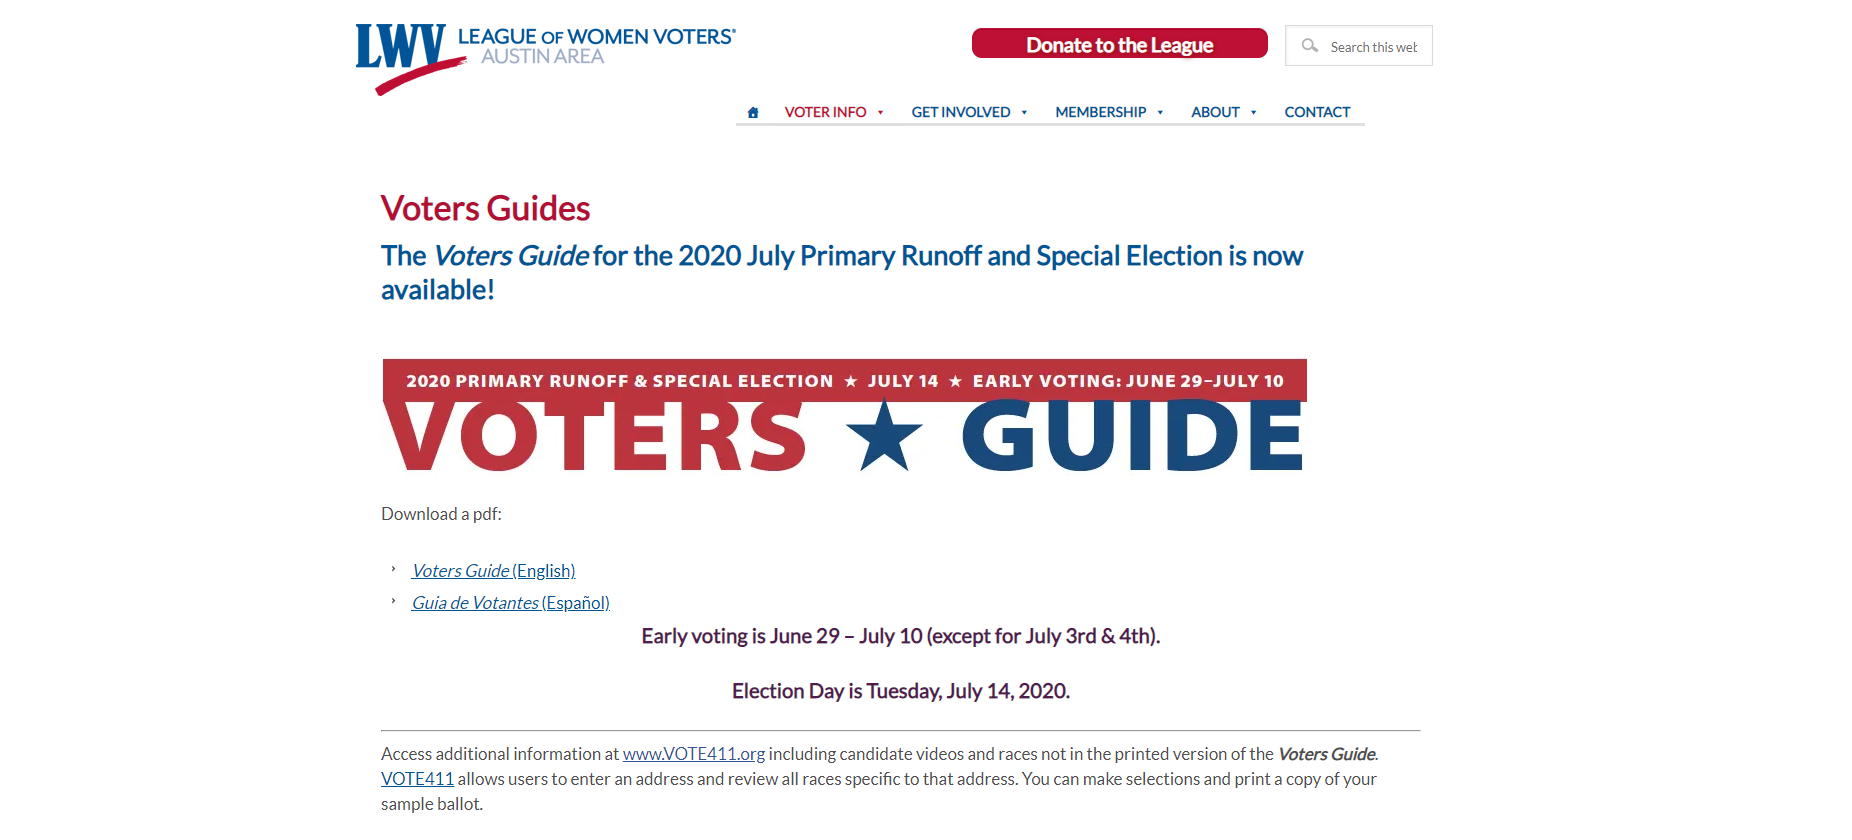 LWV LEAGUE OF WOMEN VOTERS®
AUSTIN AREA
Donate to the League
Search this wel
VOTER INFO
GET INVOLVED
MEMBERSHIP
ABOUT
CONTACT
Voters Guides
The Voters Guide for the 2020 July Primary Runoff and Special Election is now
available!
2020 PRIMARY RUNOFF & SPECIAL ELECTION ★ JULY 14 ★ EARLY VOTING: JUNE 29–JULY 10
VOTERS ★ GUIDE
Download a pdf:
Voters Guide (English)
Guia de Votantes (Español)
Early voting is June 29 – July 10 (except for July 3rd & 4th).
Election Day is Tuesday, July 14, 2020.
Access additional information at www.VOTE411.org including candidate videos and races not in the printed version of the Voters Guide.
VOTE411 allows users to enter an address and review all races specific to that address. You can make selections and print a copy of your
sample ballot.